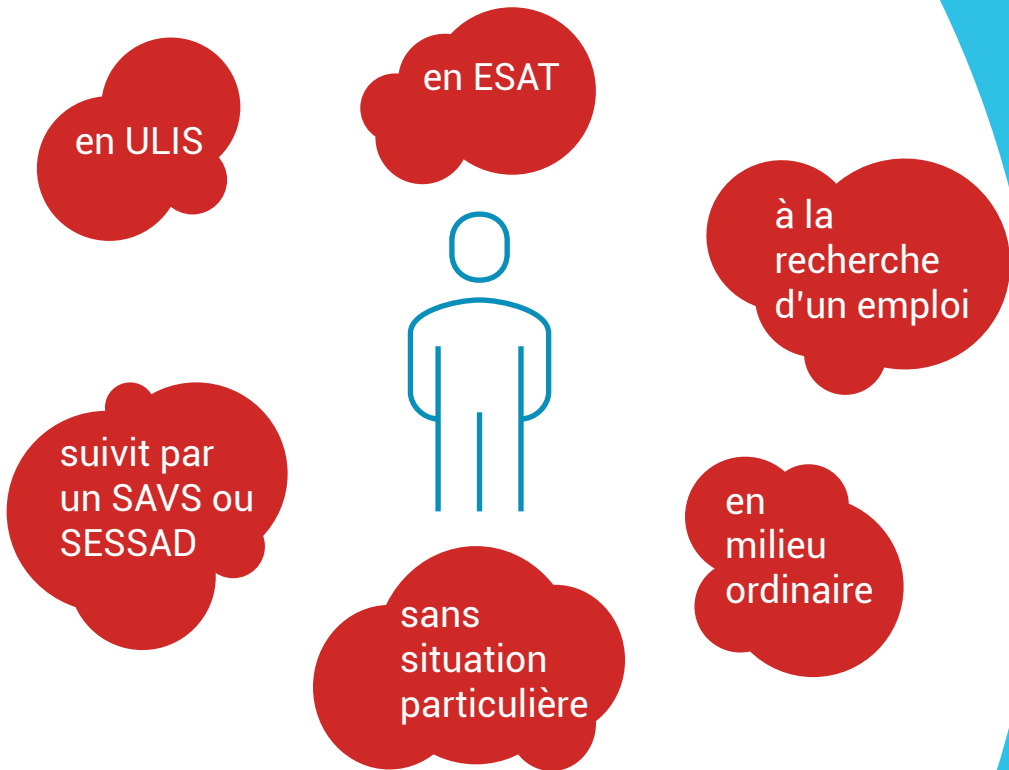 en ULIS
en ESAT
à la
recherche
d'un emploi
suivit par
un SAVS ou
SESSAD
en
milieu
ordinaire
sans
situation
particulière